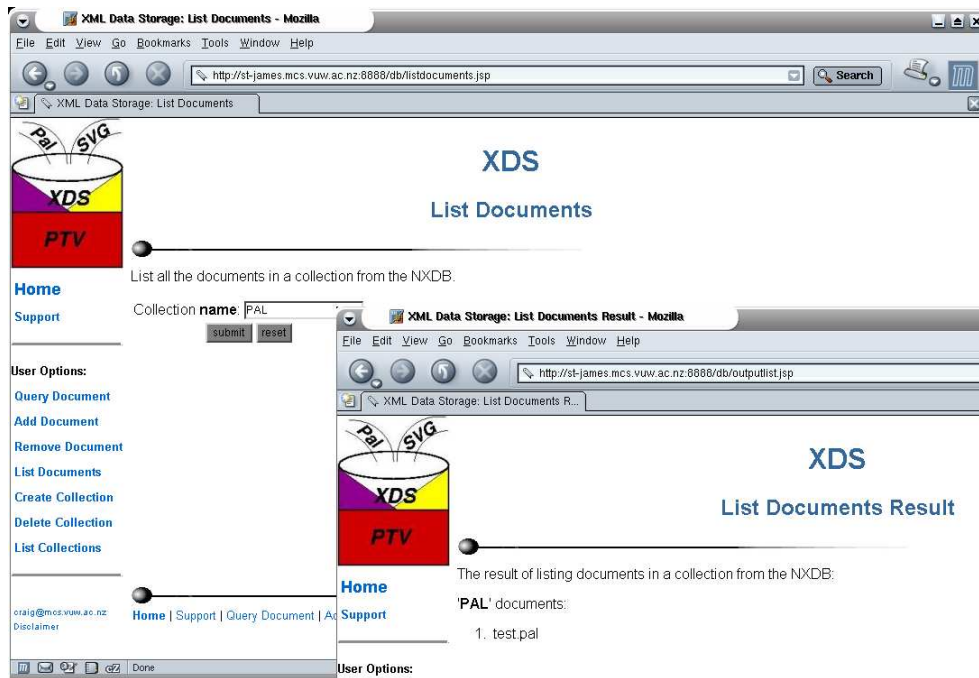 XML Data Storage: List Documents - Mozilla
File Edit View Go Bookmarks Tools Window Help
http://st-james.mcs.vuw.ac.nz:8888/db/listdocuments.jsp
Search
XML Data Storage: List Documents
Pal SVG
XDS
PTV
XDS
List Documents
List all the documents in a collection from the NXDB.
Collection name: PAL
submit reset
Home
Support
User Options:
Query Document
Add Document
Remove Document
List Documents
Create Collection
Delete Collection
List Collections
craig@mcs.vuw.ac.nz
Disclaimer
Home | Support | Query Document |
Done
XML Data Storage: List Documents Result - Mozilla
File Edit View Go Bookmarks Tools Window Help
http://st-james.mcs.vuw.ac.nz:8888/db/outputlist.jsp
XML Data Storage: List Documents R...
Pal SVG
XDS
PTV
XDS
List Documents Result
The result of listing documents in a collection from the NXDB:
'PAL' documents:
1. test.pal
Home
Support
User Options: